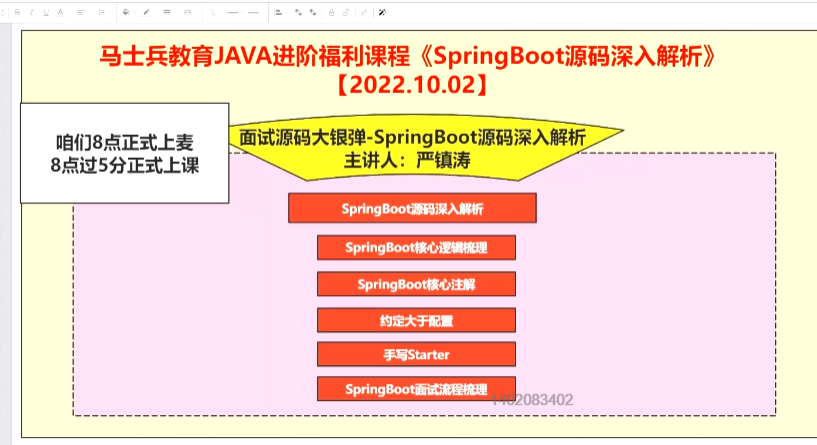 马士兵教育JAVA进阶福利课程《SpringBoot源码深入解析》
【2022.10.02】
咱们8点正式上麦
8点过5分正式上课
面试源码大银弹-SpringBoot源码深入解析
主讲人：严镇涛
SpringBoot源码深入解析
SpringBoot核心逻辑梳理
SpringBoot核心注解
约定大于配置
手写Starter
SpringBoot面试流程梳理
1402083402